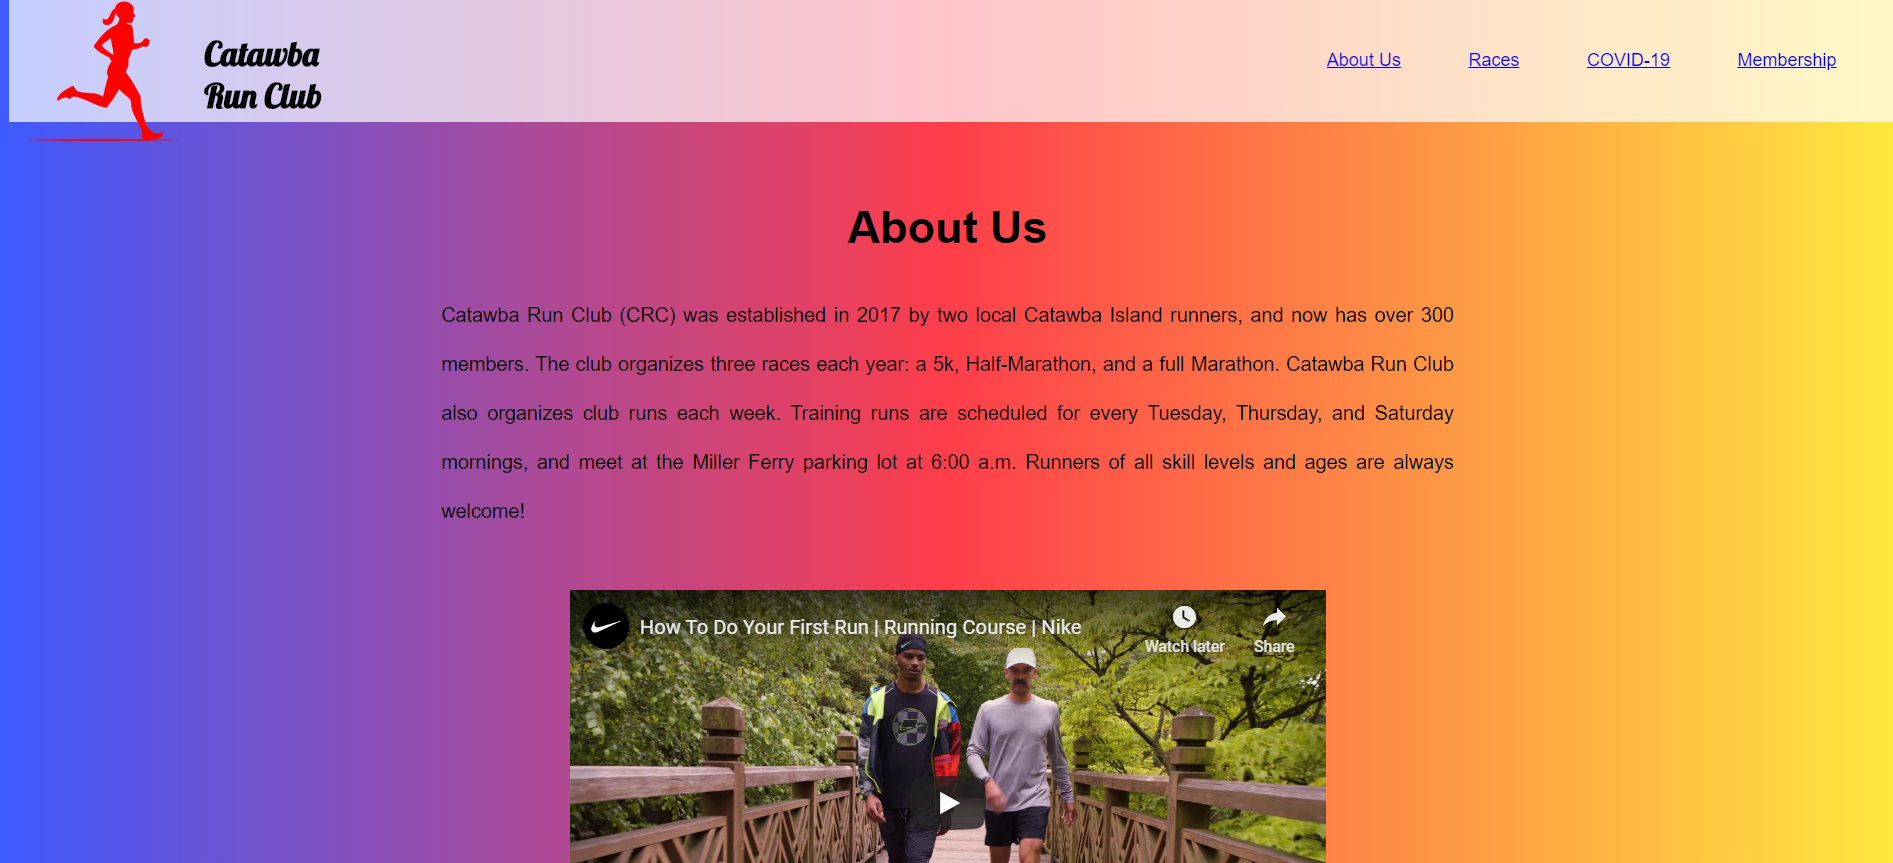 Catawba
Run Club
About Us
Races
COVID-19
Membership
About Us
Catawba Run Club (CRC) was established in 2017 by two local Catawba Island runners, and now has over 300
members. The club organizes three races each year: a 5k, Half-Marathon, and a full Marathon. Catawba Run Club
also organizes club runs each week. Training runs are scheduled for every Tuesday, Thursday, and Saturday
mornings, and meet at the Miller Ferry parking lot at 6:00 a.m. Runners of all skill levels and ages are always
welcome!
How To Do Your First Run | Running Course | Nike
Watch later
Share